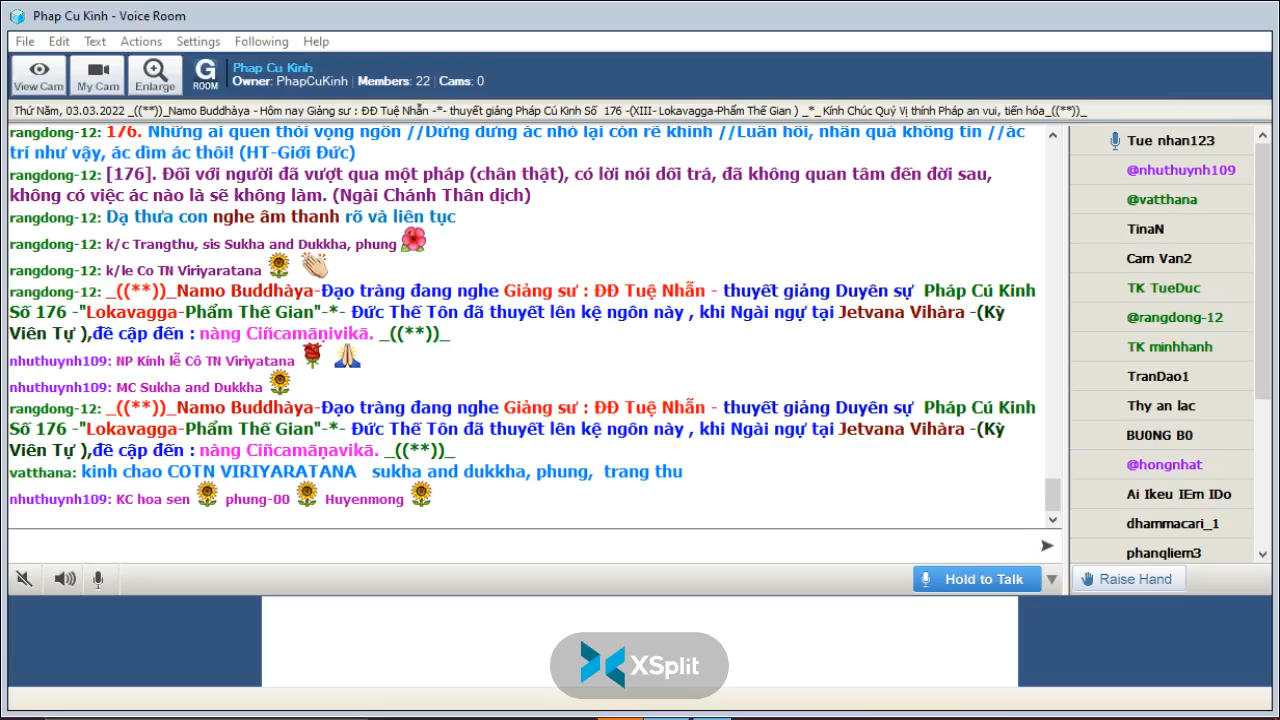 Phap Cu Kinh - Voice Room
File Edit Text Actions Settings Following Help
View Cam My Cam Enlarge G ROOM
Phap Cu Kinh
Owner: PhapCuKinh | Members: 22 | Cams: 0
Thứ Năm, 03.03.2022 _((**))_Namo Buddhàya - Hôm nay Giảng sư : ĐĐ Tuệ Nhẫn -*- thuyết giảng Pháp Cú Kinh Số 176 -(XIII- Lokavagga-Phẩm Thế Gian ) _*_ Kính Chúc Quý Vị thính Pháp an vui, tiến hóa_((**))_
rangdong-12: 176. Những ai quen thói vọng ngôn //Dửng dưng ác nhỏ lại còn rẻ khinh //Luân hồi, nhân quả không tin //ác
trí như vậy, ác dìm ác thôi! (HT-Giới Đức)
rangdong-12: [176]. Đối với người đã vượt qua một pháp (chân thật), có lời nói dối trá, đã không quan tâm đến đời sau,
không có việc ác nào là sẽ không làm. (Ngài Chánh Thân dịch)
rangdong-12: Dạ thưa con nghe âm thanh rõ và liên tục
rangdong-12: k/c Trangthu, sis Sukha and Dukkha, phung
rangdong-12: k/le Co TN Viriyaratana
rangdong-12: _((**))_Namo Buddhàya-Đạo tràng đang nghe Giảng sư : ĐĐ Tuệ Nhẫn - thuyết giảng Duyên sự Pháp Cú Kinh
Số 176 -"Lokavagga-Phẩm Thế Gian"-*- Đức Thế Tôn đã thuyết lên kệ ngôn này , khi Ngài ngự tại Jetvana Vihàra -(Kỳ
Viên Tự ),đề cập đến : nàng Ciñcamāṇivikā. _((**))_
nhuthuynh109: NP Kính lễ Cô TN Viriyatana
nhuthuynh109: MC Sukha and Dukkha
rangdong-12: _((**))_Namo Buddhàya-Đạo tràng đang nghe Giảng sư : ĐĐ Tuệ Nhẫn - thuyết giảng Duyên sự Pháp Cú Kinh
Số 176 -"Lokavagga-Phẩm Thế Gian"-*- Đức Thế Tôn đã thuyết lên kệ ngôn này , khi Ngài ngự tại Jetvana Vihàra -(Kỳ
Viên Tự ),đề cập đến : nàng Ciñcamāṇavikā. _((**))_
vatthana: kinh chao COTN VIRIYARATANA sukha and dukkha, phung, trang thu
nhuthuynh109: KC hoa sen phung-00 Huyenmong
Hold to Talk
Tue nhan123
@nhuthuynh109
@vatthana
TinaN
Cam Van2
TK TueDuc
@rangdong-12
TK minhhanh
TranDao1
Thy an lac
BU0NG B0
@hongnhat
Ai Ikeu IEm IDo
dhammacari_1
phanqliem3
Raise Hand
XSplit